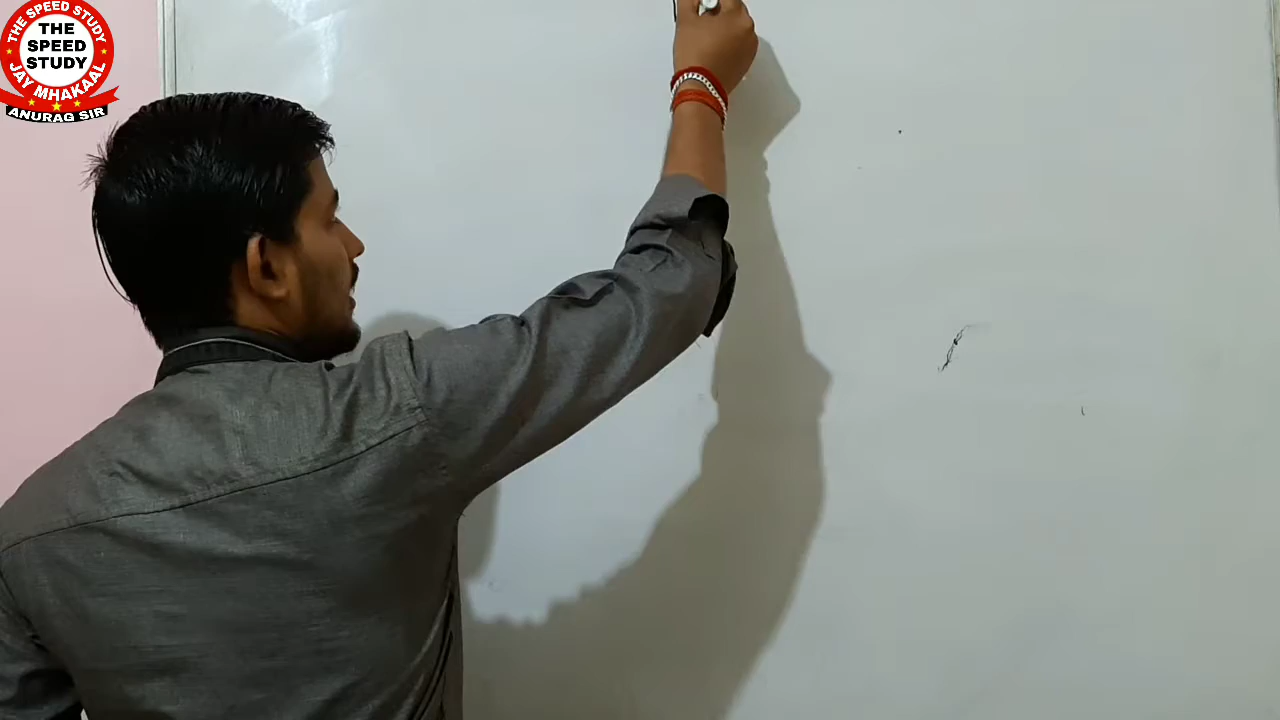 THE SPEED STUDY
THE
SPEED
STUDY
JAY MHAKAAL
ANURAG SIR